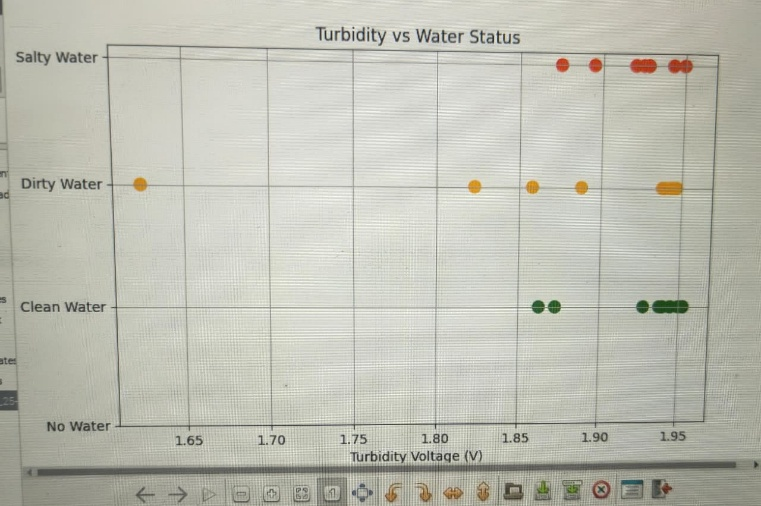 Turbidity vs Water Status
Salty Water
Dirty Water
Clean Water
No Water
1.65 1.70 1.75 1.80 1.85 1.90 1.95
Turbidity Voltage (V)